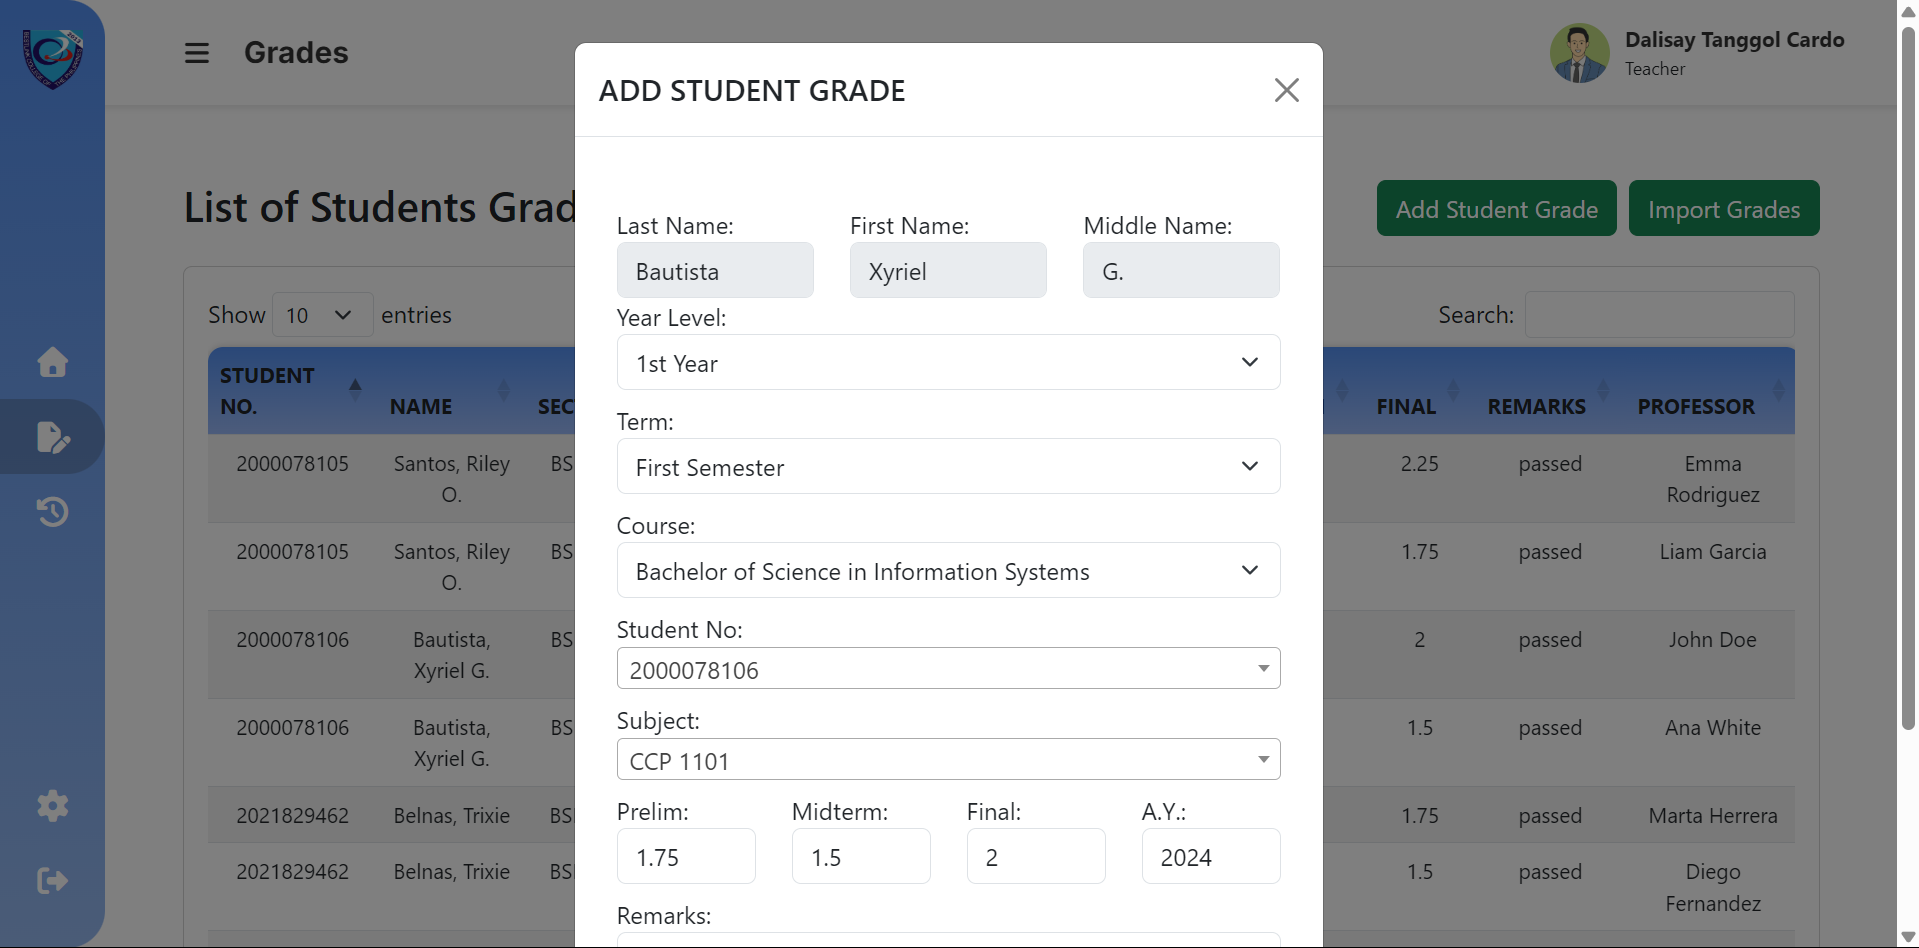 Grades
Dalisay Tanggol Cardo
Teacher
ADD STUDENT GRADE
List of Students Grad
Add Student Grade
Import Grades
Show 10 entries
Search:
STUDENT NO.
NAME
SEC
FINAL
REMARKS
PROFESSOR
2000078105 Santos, Riley O. BS 2.25 passed Emma Rodriguez
2000078105 Santos, Riley O. BS 1.75 passed Liam Garcia
2000078106 Bautista, Xyriel G. BS 2 passed John Doe
2000078106 Bautista, Xyriel G. BS 1.5 passed Ana White
2021829462 Belnas, Trixie BS 1.75 passed Marta Herrera
2021829462 Belnas, Trixie BS 1.5 passed Diego Fernandez
Last Name: First Name: Middle Name:
Bautista Xyriel G.
Year Level:
1st Year
Term:
First Semester
Course:
Bachelor of Science in Information Systems
Student No:
2000078106
Subject:
CCP 1101
Prelim: Midterm: Final: A.Y.:
1.75 1.5 2 2024
Remarks: